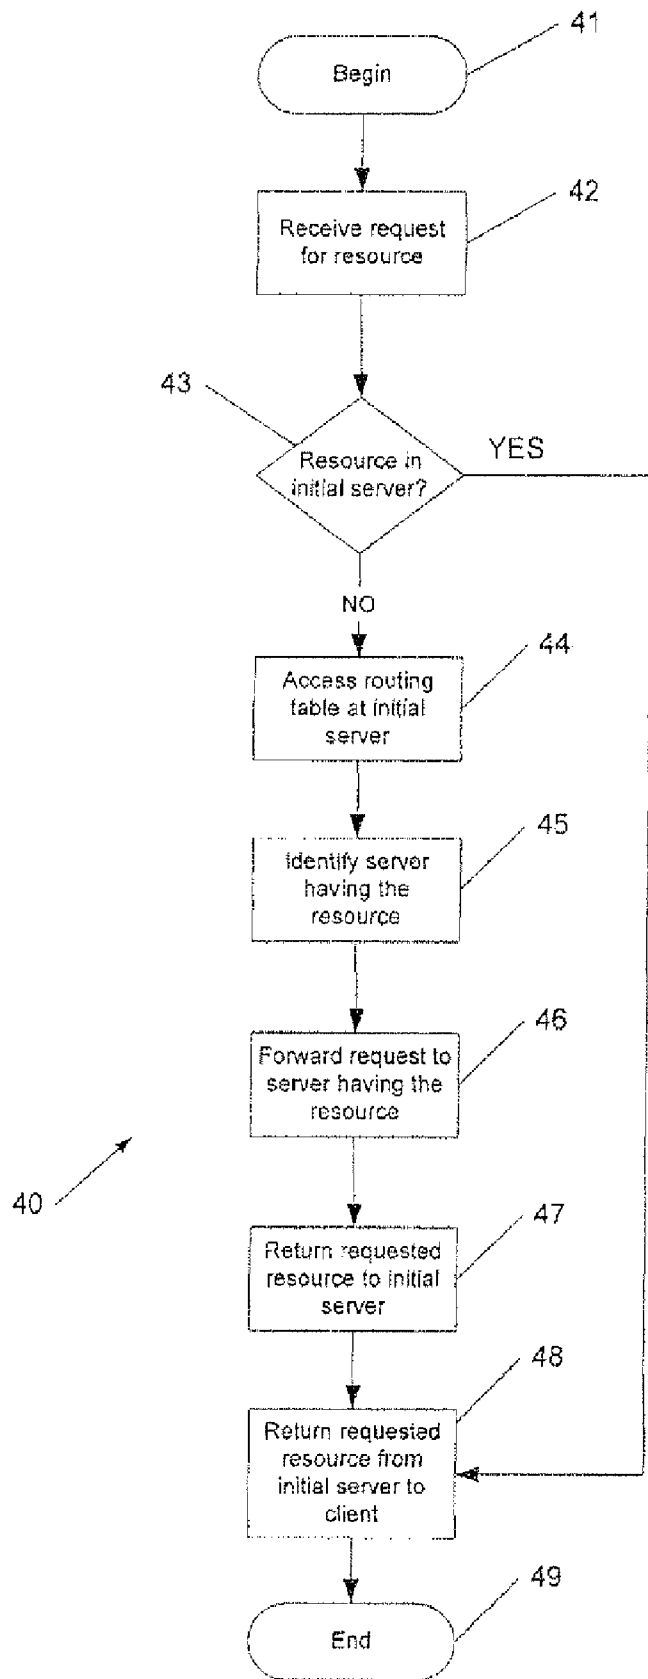 41
Begin
42
Receive request
for resource
43
Resource in
initial server?
YES
NO
44
Access routing
table at initial
server
45
Identify server
having the
resource
46
Forward request to
server having the
resource
40
47
Return requested
resource to initial
server
48
Return requested
resource from
initial server to
client
49
End